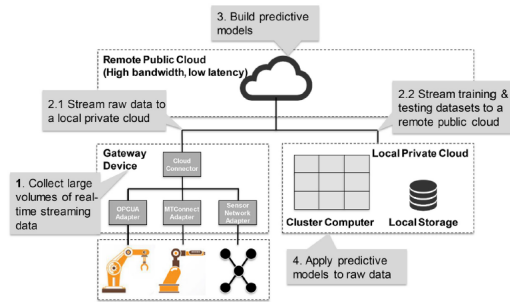 3. Build predictive
models
Remote Public Cloud
(High bandwidth, low latency)
2.1 Stream raw data to
a local private cloud
2.2 Stream training &
testing datasets to a
remote public cloud
Gateway
Device
Cloud
Connector
Local Private Cloud
1. Collect large
volumes of real-
time streaming
data
OPCUA
Adapter
MTConnect
Adapter
Sensor
Network
Adapter
Cluster Computer
Local Storage
4. Apply predictive
models to raw data